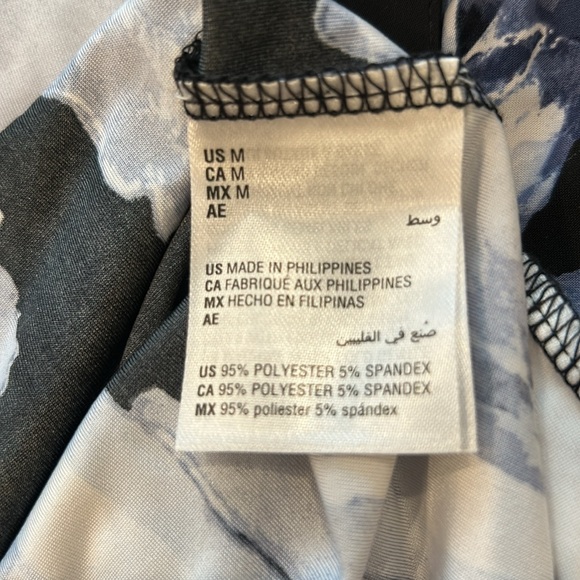 US M
CA M
MX M
AE
وسط
US MADE IN PHILIPPINES
CA FABRIQUÉ AUX PHILIPPINES
MX HECHO EN FILIPINAS
AE
صُنع في الفلبين
US 95% POLYESTER 5% SPANDEX
CA 95% POLYESTER 5% SPANDEX
MX 95% poliester 5% spándex